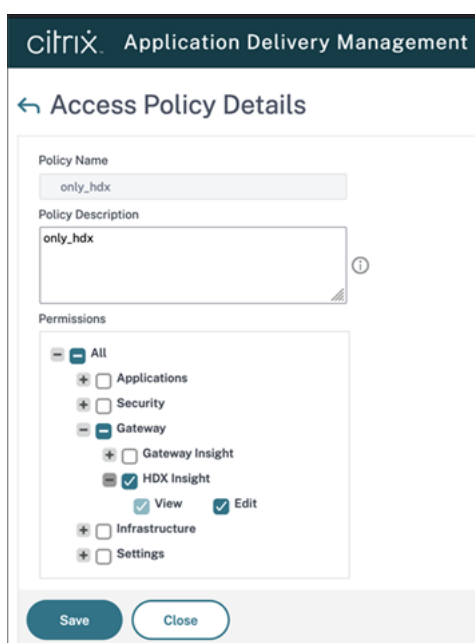 citrix. Application Delivery Management
Access Policy Details
Policy Name
only_hdx
Policy Description
only_hdx
Permissions
All
Applications
Security
Gateway
Gateway Insight
HDX Insight
View Edit
Infrastructure
Settings
Save Close